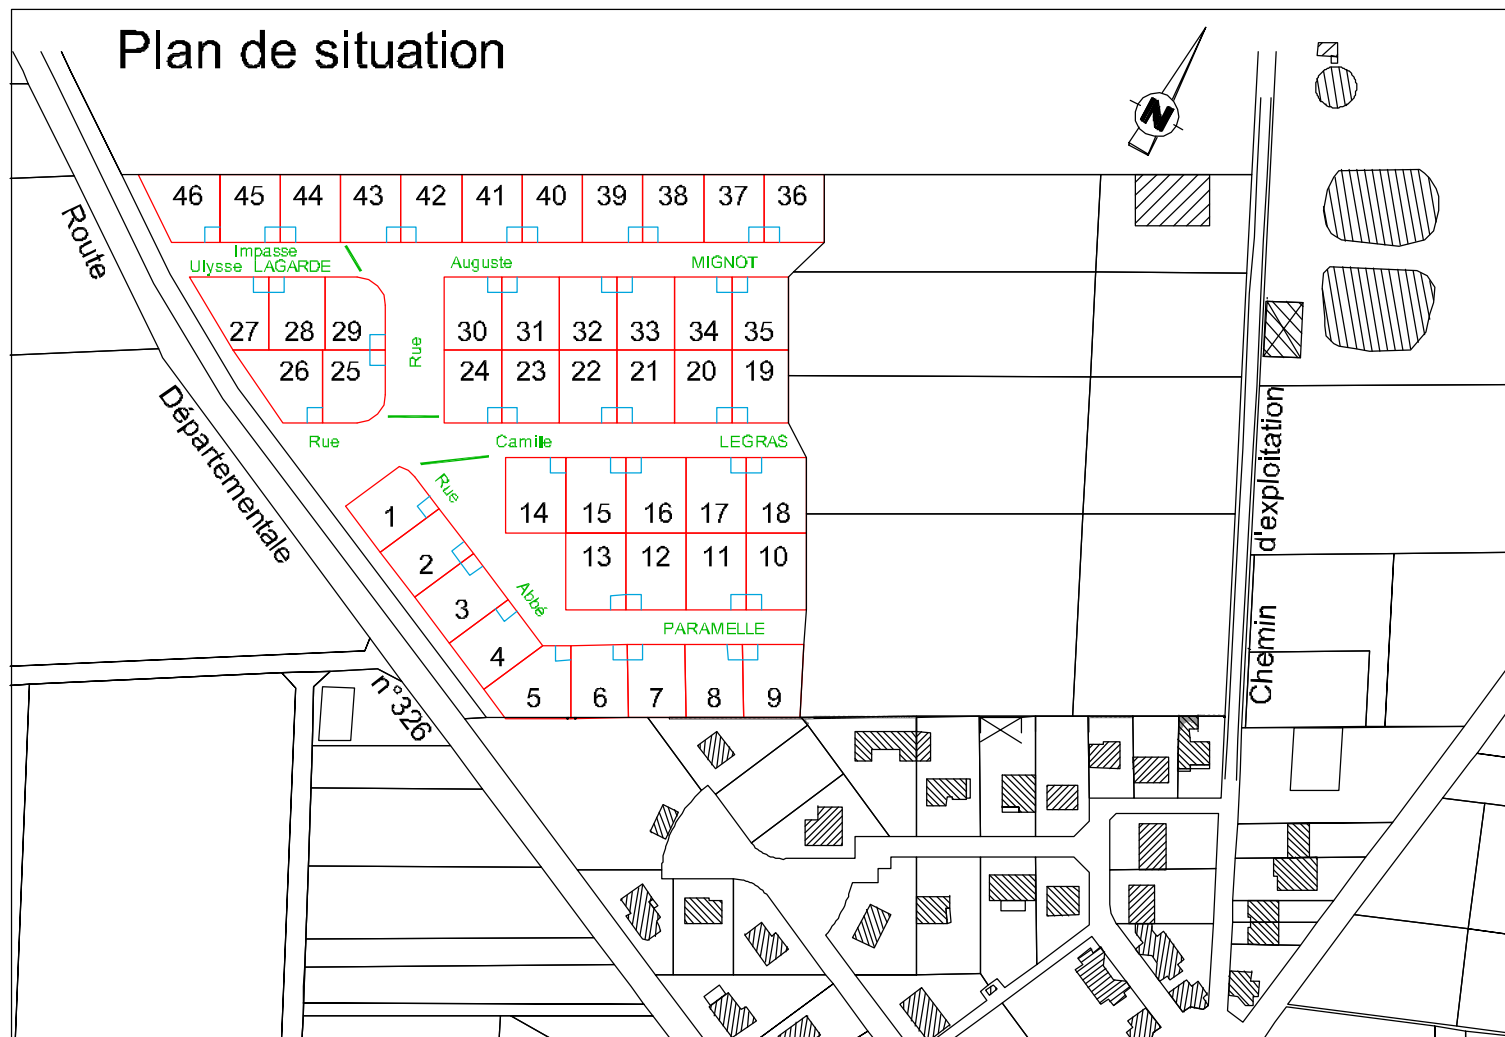 Plan de situation
N
46 45 44 43 42 41 40 39 38 37 36
Route
Impasse
Ulysse LAGARDE
Auguste
MIGNOT
27 28 29 30 31 32 33 34 35
Rue
26 25 24 23 22 21 20 19
Départementale
Rue
Camille
LEGRAS
d'exploitation
Rue
1 14 15 16 17 18
2 13 12 11 10
3
Abbé
PARAMELLE
4
Chemin
n°326
5 6 7 8 9